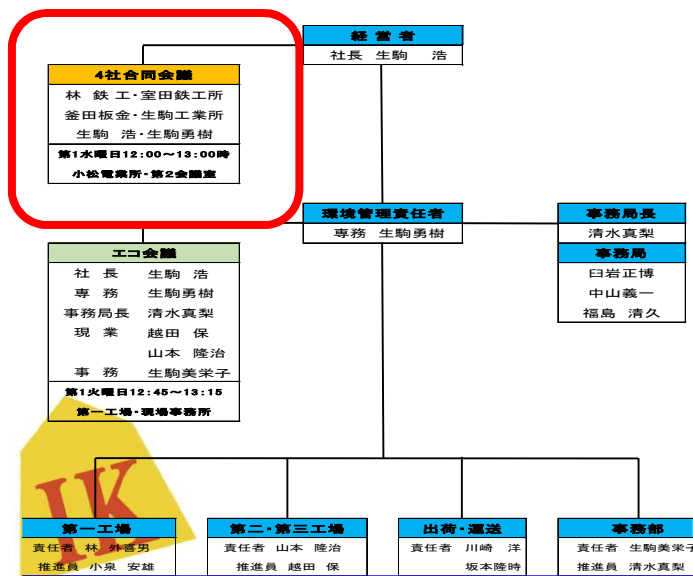 経営者
社長 生駒 浩
4社合同会議
林 鉄工・室田鉄工所
釜田板金・生駒工業所
生駒 浩・生駒勇樹
第1水曜日12:00～13:00時
小松電業所・第2会議室
環境管理責任者
専務 生駒勇樹
事務局長
清水真梨
事務局
臼岩正博
中山義一
福島 清久
エコ会議
社 長 生駒 浩
専 務 生駒勇樹
事務局長 清水真梨
現 業 越田 保
山本 隆治
事 務 生駒美栄子
第1火曜日12:45～13:15
第一工場・現場事務所
IK
第一工場
責任者 林 外喜男
推進員 小泉 安雄
第二・第三工場
責任者 山本 隆治
推進員 越田 保
出荷・運送
責任者 川崎 洋
坂本隆時
事務部
責任者 生駒美栄子
推進員 清水真梨